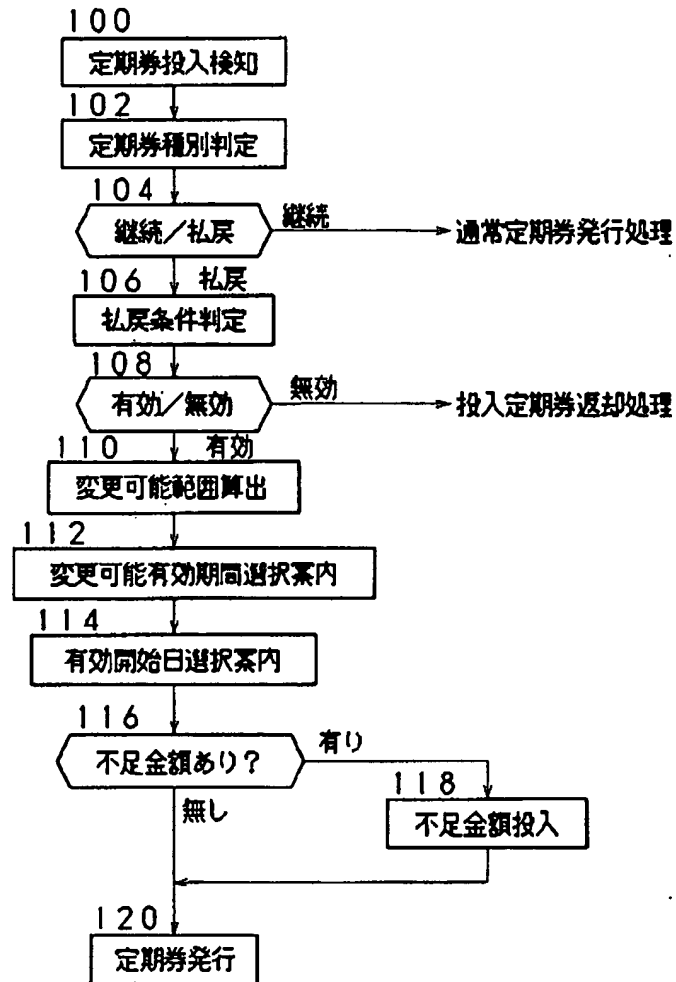 100
定期券投入検知
102
定期券種別判定
104
継続／払戻
継続
通常定期券発行処理
払戻
106
払戻条件判定
108
有効／無効
無効
投入定期券返却処理
有効
110
変更可能範囲算出
112
変更可能有効期間選択案内
114
有効開始日選択案内
116
不足金額あり？
有り
118
不足金額投入
無し
120
定期券発行